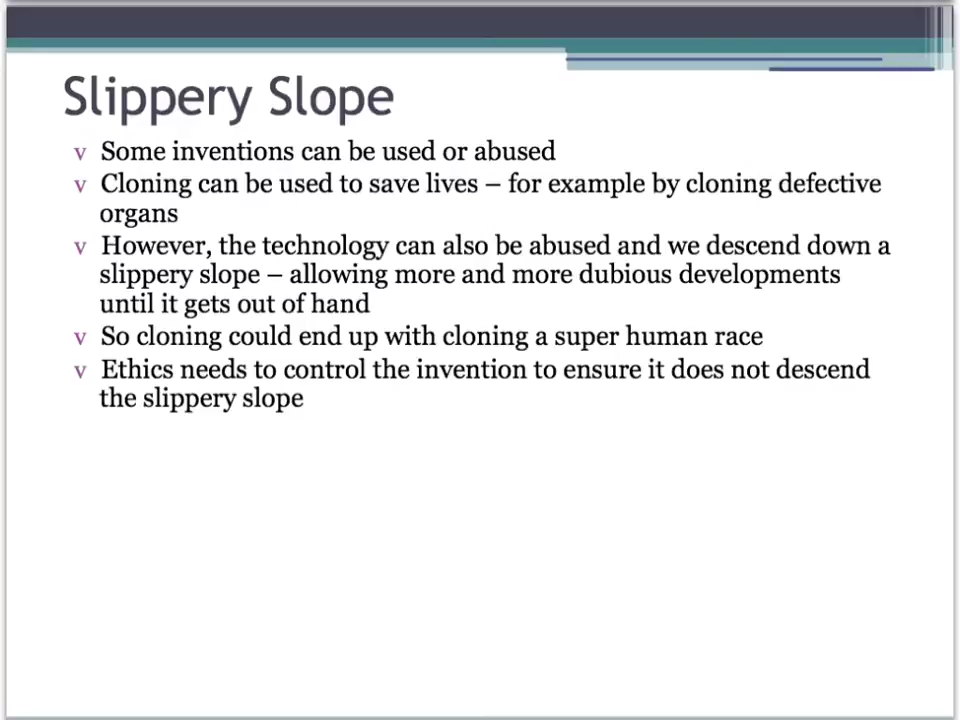 Slippery Slope
v Some inventions can be used or abused
v Cloning can be used to save lives – for example by cloning defective
organs
v However, the technology can also be abused and we descend down a
slippery slope – allowing more and more dubious developments
until it gets out of hand
v So cloning could end up with cloning a super human race
v Ethics needs to control the invention to ensure it does not descend
the slippery slope